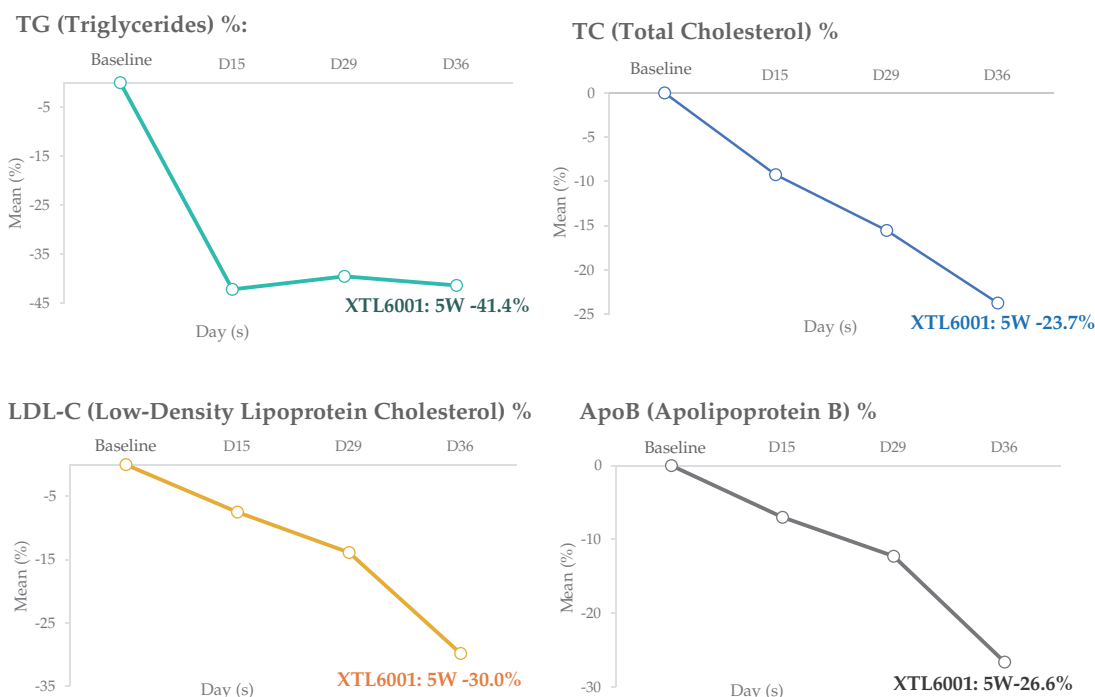 TG (Triglycerides) %:
Baseline
D15
D29
D36
-5
-15
-25
-35
-45
Mean (%)
XTL6001: 5W -41.4%
Day (s)
TC (Total Cholesterol) %
Baseline
D15
D29
D36
0
-5
-10
-15
-20
-25
Mean (%)
Day (s)
XTL6001: 5W -23.7%
LDL-C (Low-Density Lipoprotein Cholesterol) %
Baseline
D15
D29
D36
-5
-15
-25
-35
Mean (%)
XTL6001: 5W -30.0%
Day (s)
ApoB (Apolipoprotein B) %
Baseline
D15
D29
D36
0
-10
-20
-30
Mean (%)
XTL6001: 5W-26.6%
Day (s)